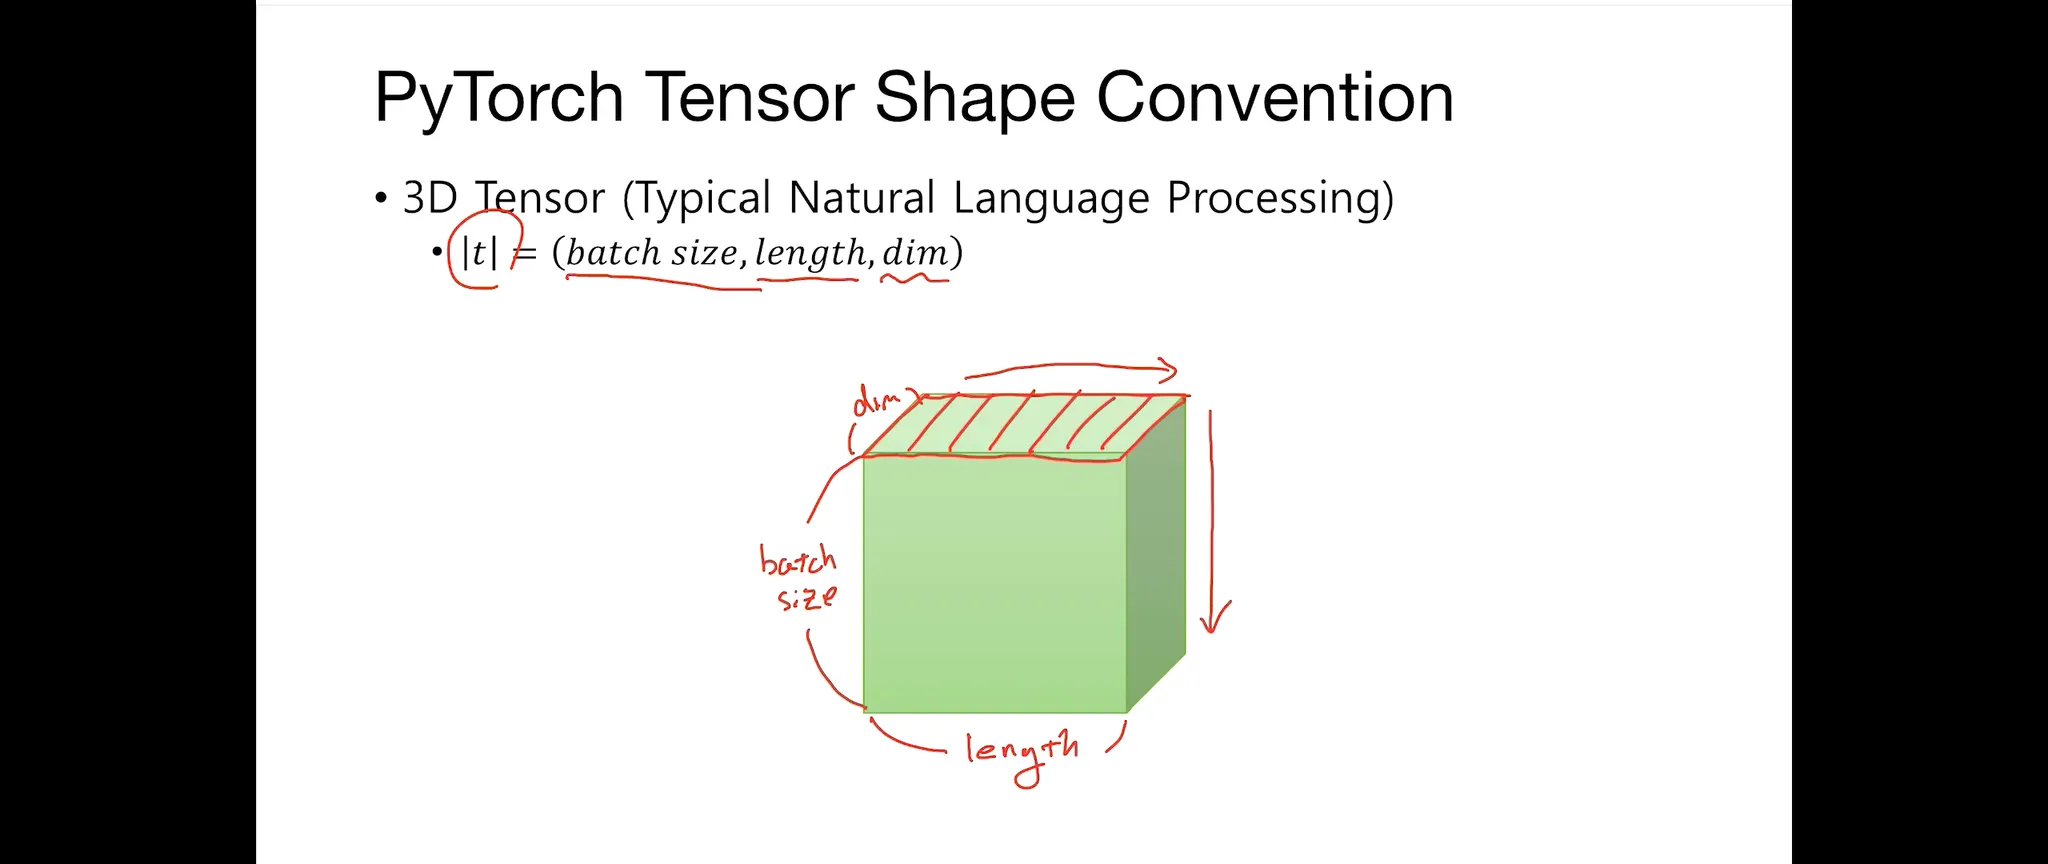 PyTorch Tensor Shape Convention
• 3D Tensor (Typical Natural Language Processing)
• |t| = (batch size, length, dim)
dim
batch
size
length